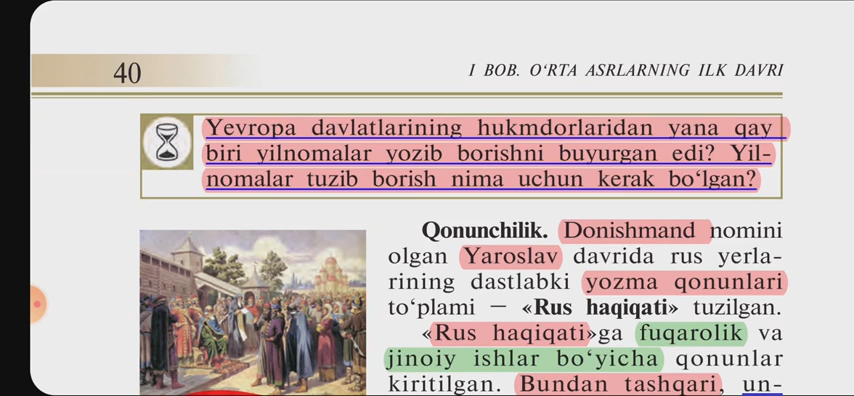 40
I BOB. O‘RTA ASRLARNING ILK DAVRI
Yevropa davlatlarining hukmdorlaridan yana qay
biri yilnomalar yozib borishni buyurgan edi? Yil-
nomalar tuzib borish nima uchun kerak bo‘lgan?
Qonunchilik. Donishmand nomini
olgan Yaroslav davrida rus yerla-
rining dastlabki yozma qonunlari
to‘plami — «Rus haqiqati» tuzilgan.
«Rus haqiqati»ga fuqarolik va
jinoiy ishlar bo‘yicha qonunlar
kiritilgan. Bundan tashqari, un-